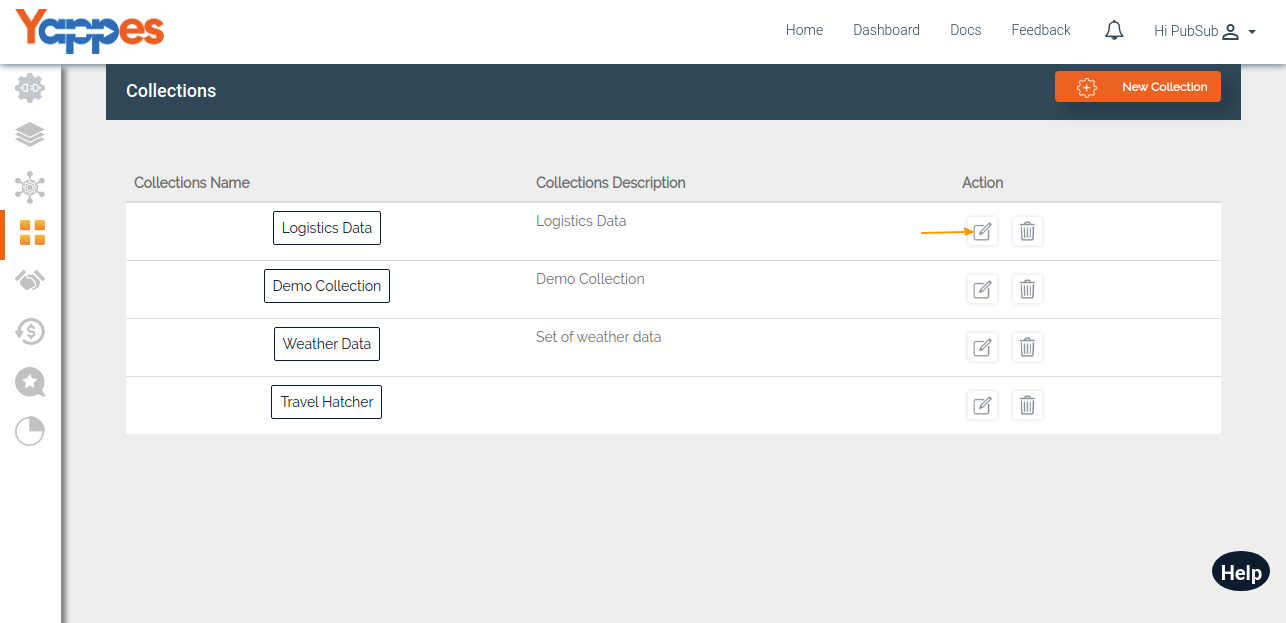 Yappes
Home Dashboard Docs Feedback Hi PubSub
Collections New Collection
Collections Name Collections Description Action
Logistics Data Logistics Data
Demo Collection Demo Collection
Weather Data Set of weather data
Travel Hatcher
Help